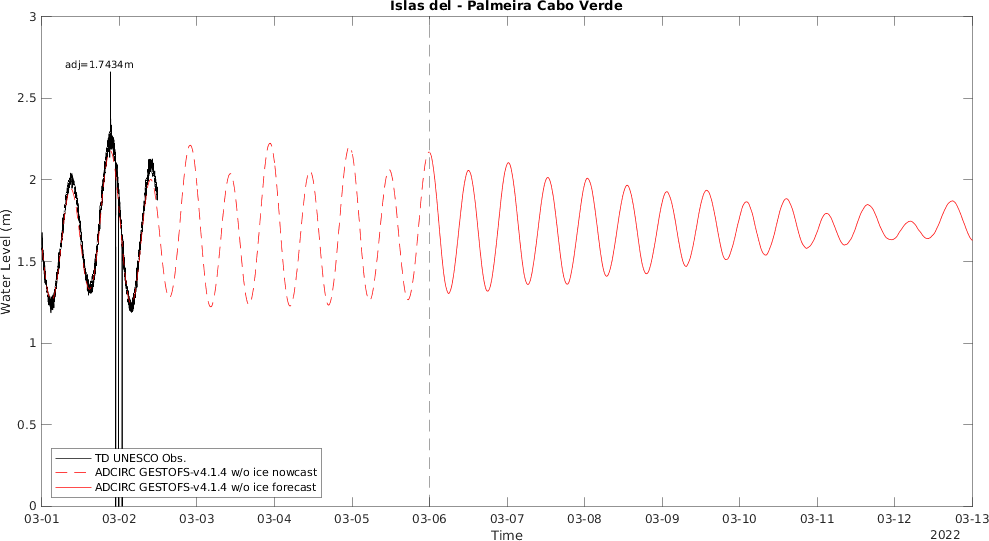 Islas del - Palmeira Cabo Verde
adj=1.7434m
3
2.5
2
1.5
1
0.5
0
Water Level (m)
TD UNESCO Obs.
ADCIRC GESTOFS-v4.1.4 w/o ice nowcast
ADCIRC GESTOFS-v4.1.4 w/o ice forecast
03-01 03-02 03-03 03-04 03-05 03-06 03-07 03-08 03-09 03-10 03-11 03-12 03-13
Time
2022